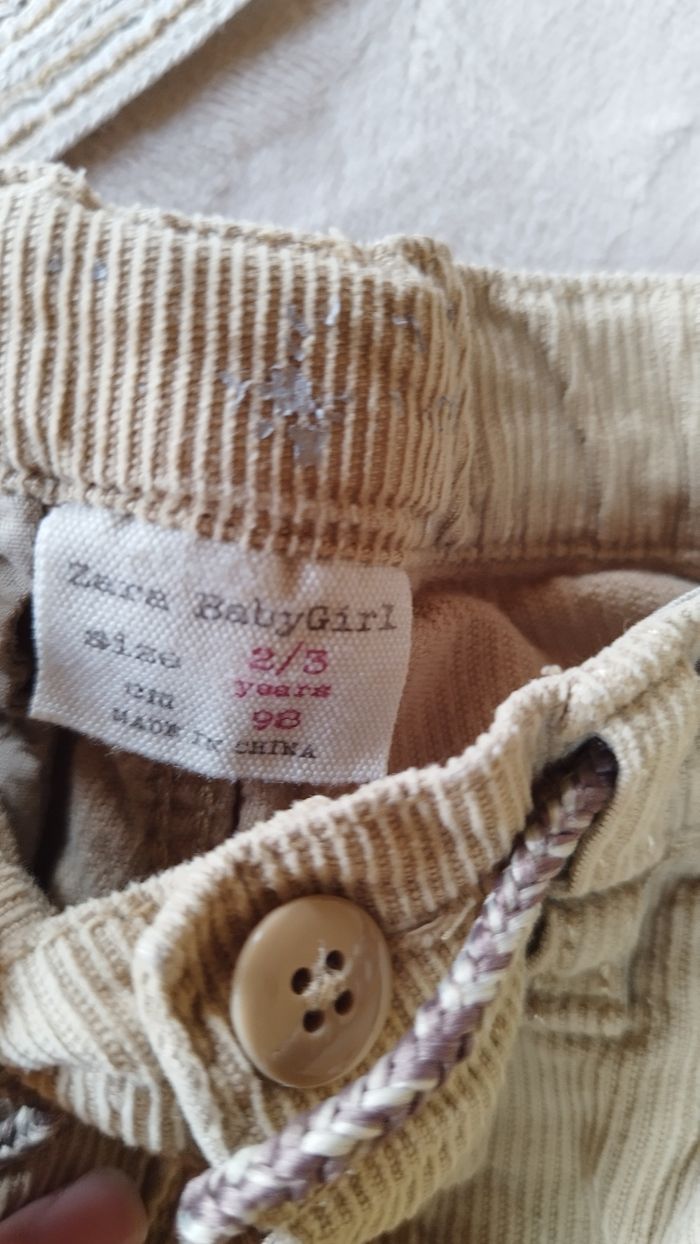 Zara BabyGirl
size 2/3
years
cm 98
MADE IN CHINA